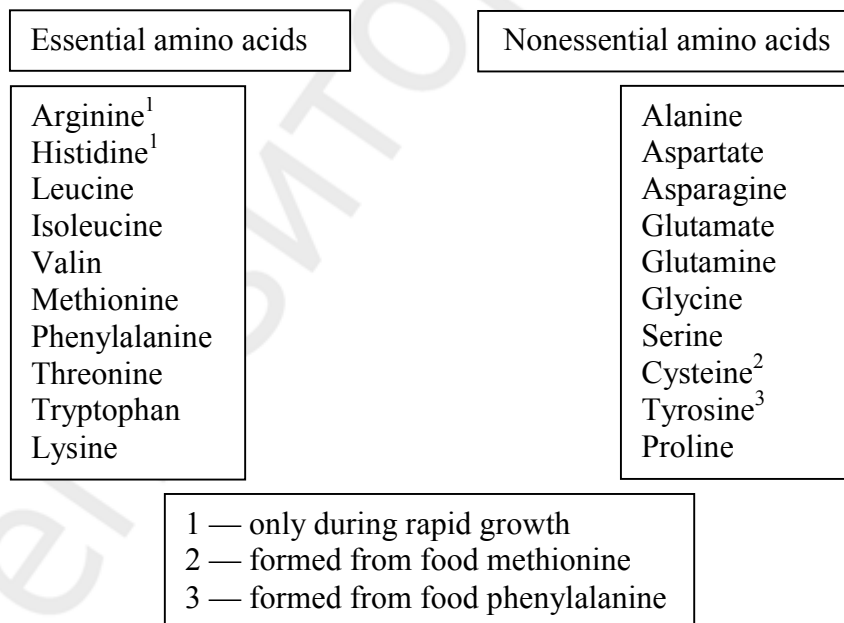 Essential amino acids
Nonessential amino acids
Arginine¹
Histidine¹
Leucine
Isoleucine
Valin
Methionine
Phenylalanine
Threonine
Tryptophan
Lysine
Alanine
Aspartate
Asparagine
Glutamate
Glutamine
Glycine
Serine
Cysteine²
Tyrosine³
Proline
1 — only during rapid growth
2 — formed from food methionine
3 — formed from food phenylalanine